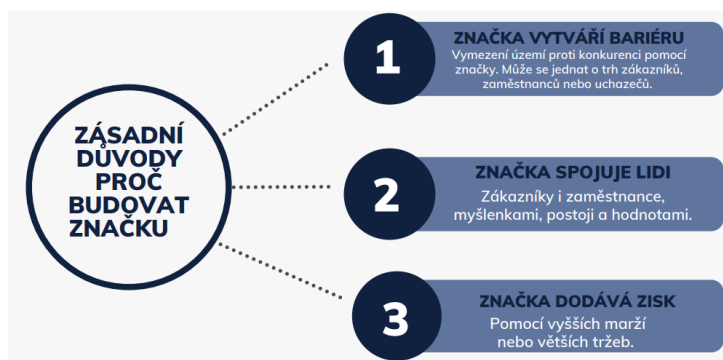 ZÁSADNÍ
DŮVODY
PROČ
BUDOVAT
ZNAČKU
1
ZNAČKA VYTVÁŘÍ BARIÉRU
Vymezení území proti konkurenci pomocí
značky. Může se jednat o trh zákazníků,
zaměstnanců nebo uchazečů.
2
ZNAČKA SPOJUJE LIDI
Zákazníky i zaměstnance,
myšlenkami, postoji a hodnotami.
3
ZNAČKA DODÁVÁ ZISK
Pomocí vyšších marží
nebo větších tržeb.